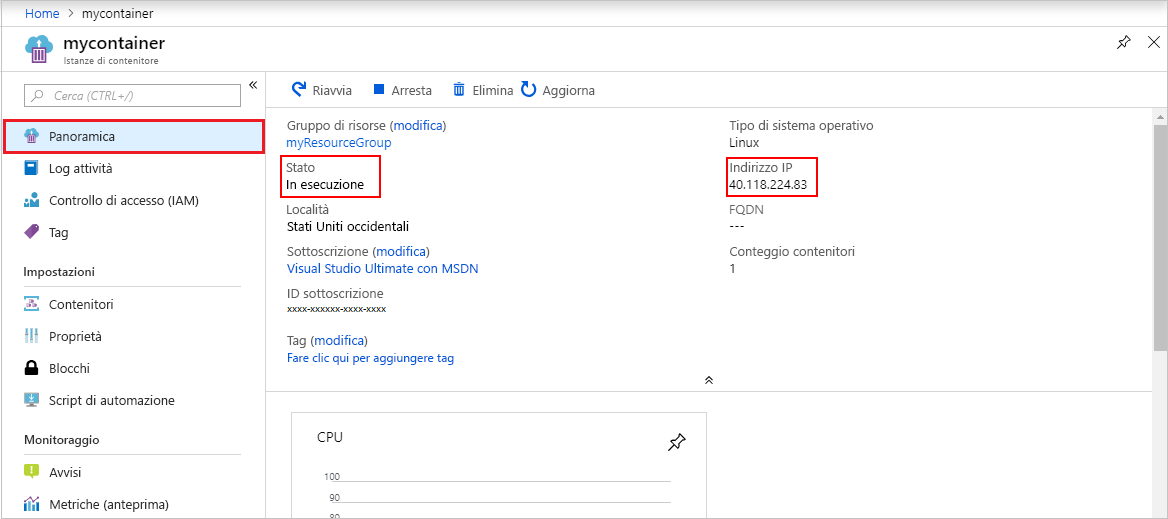 Home > mycontainer
mycontainer
Istanze di contenitore
Cerca (CTRL+/)
Panoramica
Log attività
Controllo di accesso (IAM)
Tag
Impostazioni
Contenitori
Proprietà
Blocchi
Script di automazione
Monitoraggio
Avvisi
Metriche (anteprima)
Riavvia Arresta Elimina Aggiorna
Gruppo di risorse (modifica)
myResourceGroup
Stato
In esecuzione
Località
Stati Uniti occidentali
Sottoscrizione (modifica)
Visual Studio Ultimate con MSDN
ID sottoscrizione
xxxx-xxxxxx-xxxx-xxxx
Tag (modifica)
Fare clic qui per aggiungere tag
Tipo di sistema operativo
Linux
Indirizzo IP
40.118.224.83
FQDN
---
Conteggio contenitori
1
CPU
100
90
80